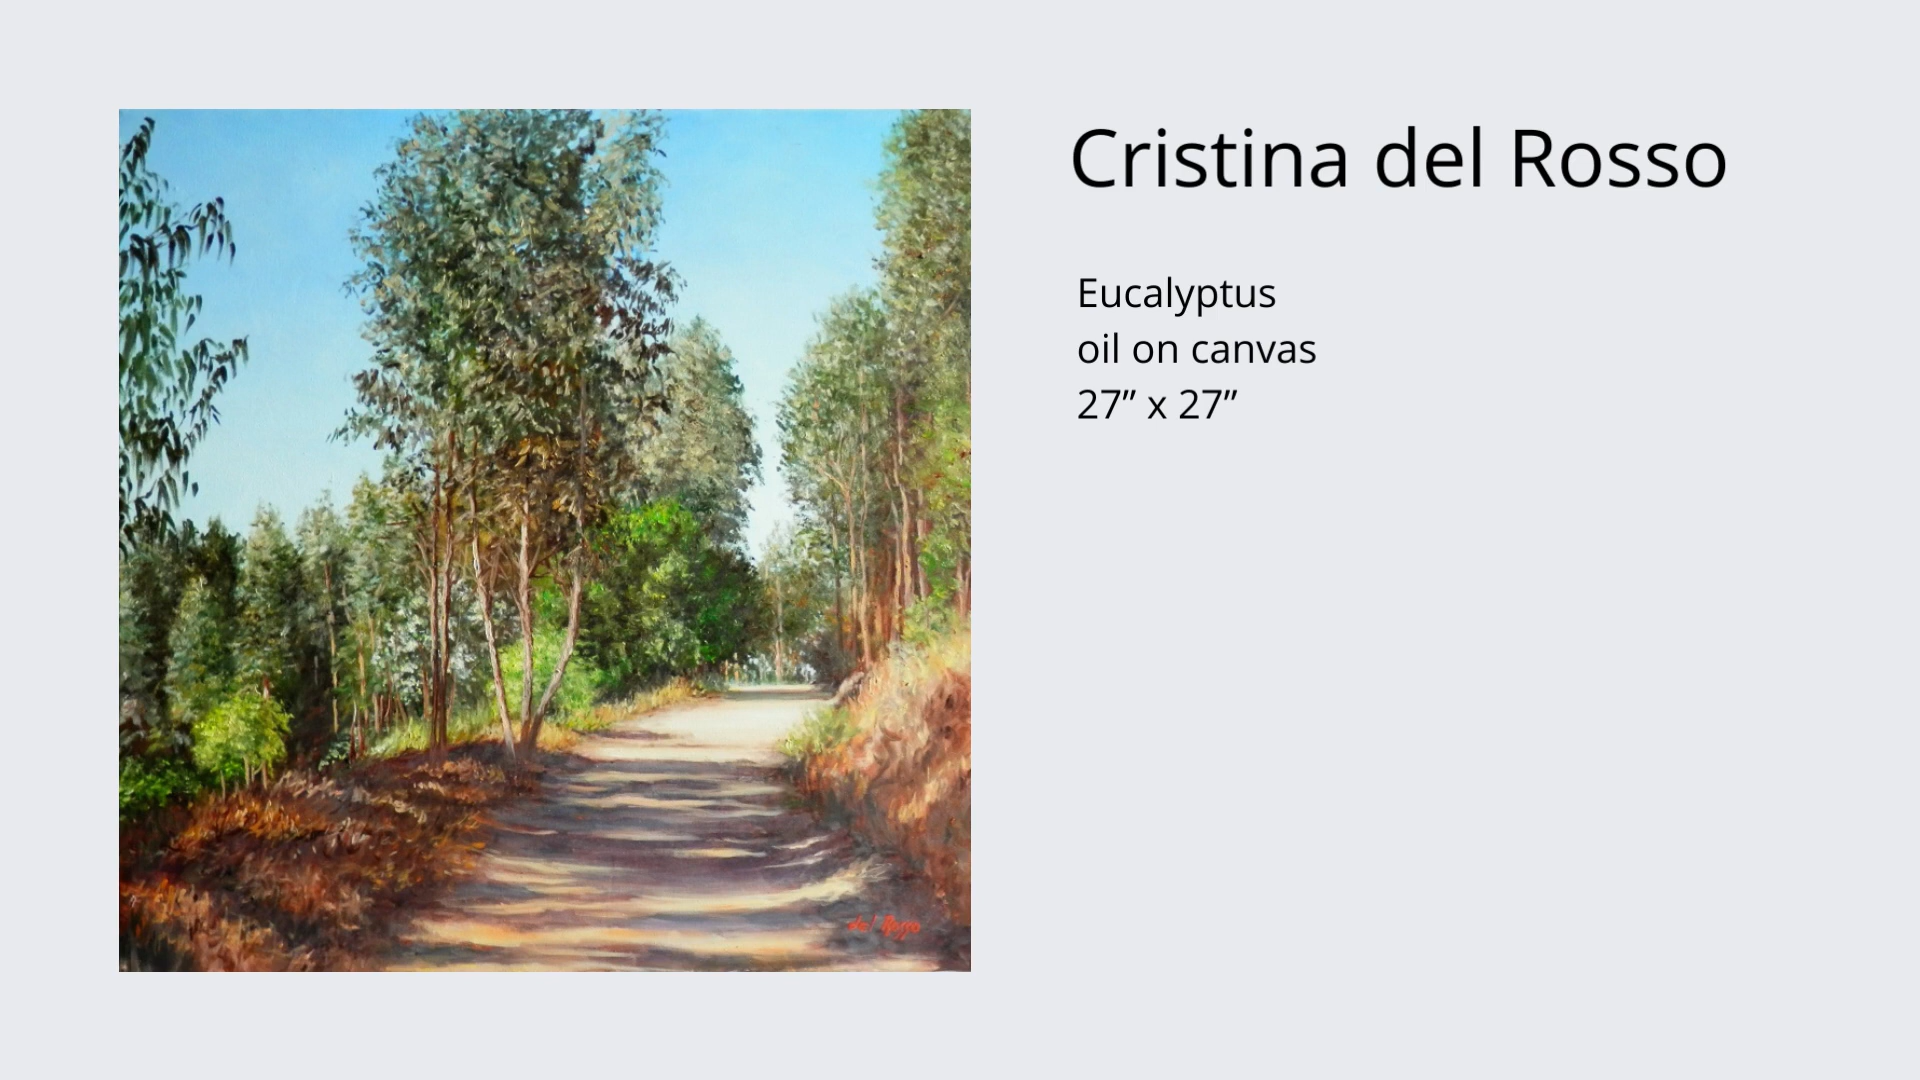 Cristina del Rosso
Eucalyptus
oil on canvas
27” x 27”
del Rosso